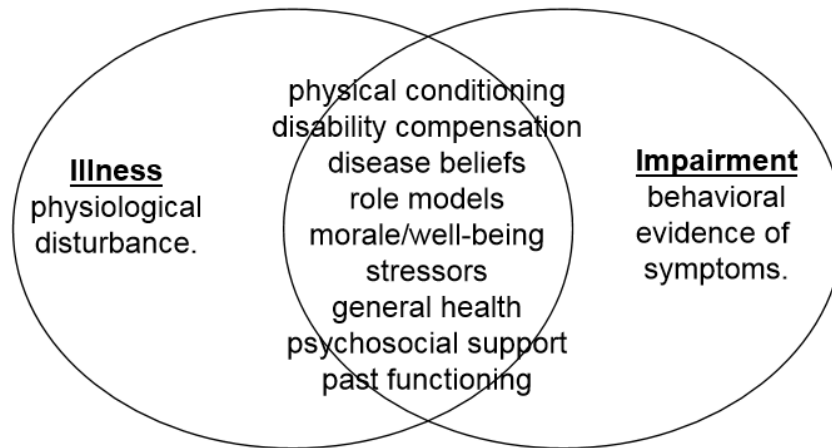 Illness
physiological
disturbance.
physical conditioning
disability compensation
disease beliefs
role models
morale/well-being
stressors
general health
psychosocial support
past functioning
Impairment
behavioral
evidence of
symptoms.